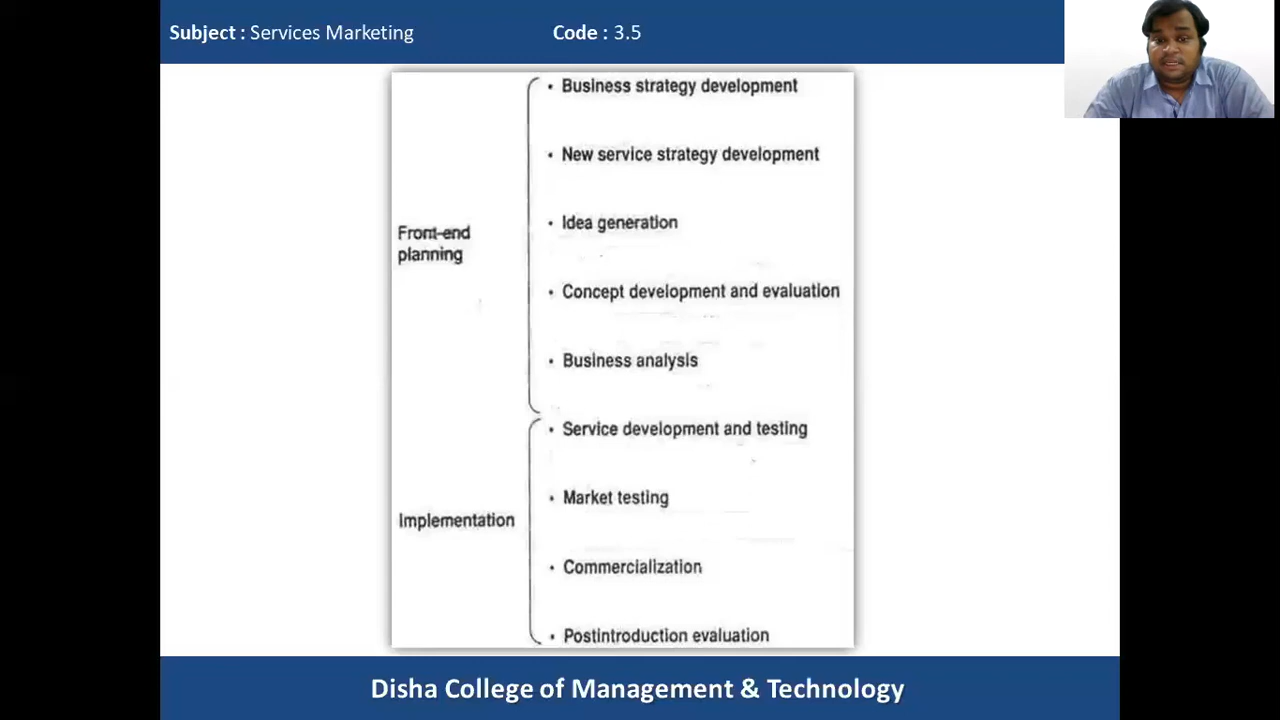 Subject : Services Marketing
Code : 3.5
• Business strategy development
• New service strategy development
• Idea generation
Front-end
planning
• Concept development and evaluation
• Business analysis
• Service development and testing
• Market testing
Implementation
• Commercialization
• Postintroduction evaluation
Disha College of Management & Technology